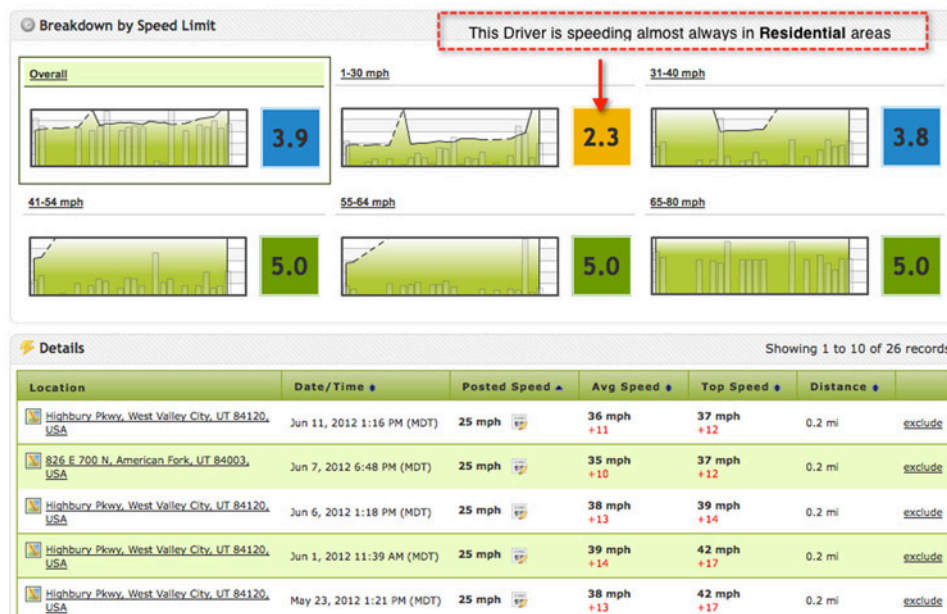 Breakdown by Speed Limit
This Driver is speeding almost always in Residential areas
Overall
1-30 mph
31-40 mph
3.9
2.3
3.8
41-54 mph
55-64 mph
65-80 mph
5.0
5.0
5.0
Details
Showing 1 to 10 of 26 records
Location Date/Time Posted Speed Avg Speed Top Speed Distance
Highbury Pkwy, West Valley City, UT 84120, USA Jun 11, 2012 1:16 PM (MDT) 25 mph 36 mph +11 37 mph +12 0.2 mi exclude
826 E 700 N, American Fork, UT 84003, USA Jun 7, 2012 6:48 PM (MDT) 25 mph 35 mph +10 37 mph +12 0.2 mi exclude
Highbury Pkwy, West Valley City, UT 84120, USA Jun 6, 2012 1:18 PM (MDT) 25 mph 38 mph +13 39 mph +14 0.2 mi exclude
Highbury Pkwy, West Valley City, UT 84120, USA Jun 1, 2012 11:39 AM (MDT) 25 mph 39 mph +14 42 mph +17 0.2 mi exclude
Highbury Pkwy, West Valley City, UT 84120, USA May 23, 2012 1:21 PM (MDT) 25 mph 38 mph +13 42 mph +17 0.2 mi exclude